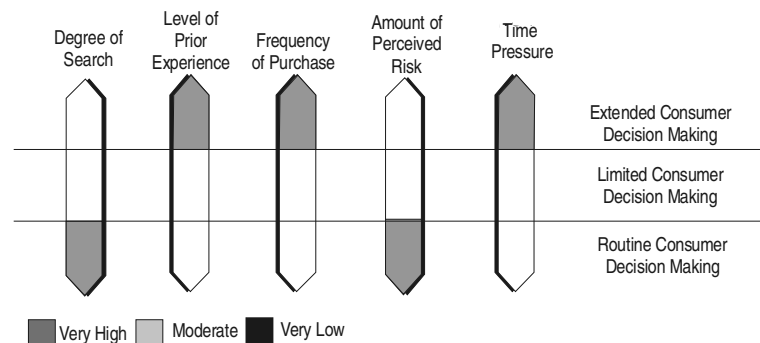 Degree of
Search
Level of
Prior
Experience
Frequency
of Purchase
Amount of
Perceived
Risk
Time
Pressure
Extended Consumer
Decision Making
Limited Consumer
Decision Making
Routine Consumer
Decision Making
Very High
Moderate
Very Low